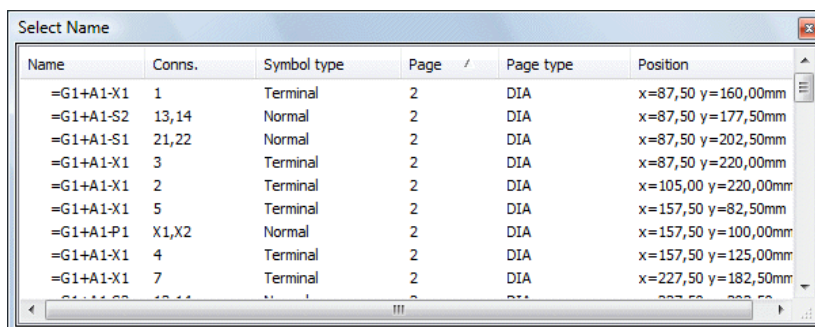 Select Name
Name Conns. Symbol type Page / Page type Position
=G1+A1-X1 1 Terminal 2 DIA x=87,50 y=160,00mm
=G1+A1-S2 13,14 Normal 2 DIA x=87,50 y=177,50mm
=G1+A1-S1 21,22 Normal 2 DIA x=87,50 y=202,50mm
=G1+A1-X1 3 Terminal 2 DIA x=87,50 y=220,00mm
=G1+A1-X1 2 Terminal 2 DIA x=105,00 y=220,00mm
=G1+A1-X1 5 Terminal 2 DIA x=157,50 y=82,50mm
=G1+A1-P1 X1,X2 Normal 2 DIA x=157,50 y=100,00mm
=G1+A1-X1 4 Terminal 2 DIA x=157,50 y=125,00mm
=G1+A1-X1 7 Terminal 2 DIA x=227,50 y=182,50mm